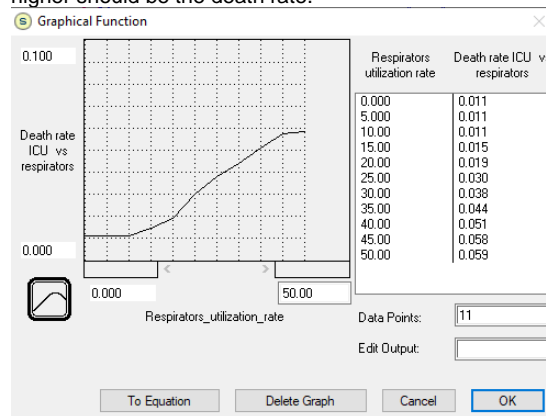 higher should be the death rate.
Graphical Function
0.100
Death rate
ICU vs
respirators
0.000
0.000
50.00
Respirators_utilization_rate
Respirators
utilization rate
Death rate ICU v
respirators
0.000 0.011
5.000 0.011
10.00 0.011
15.00 0.015
20.00 0.019
25.00 0.030
30.00 0.038
35.00 0.044
40.00 0.051
45.00 0.058
50.00 0.059
Data Points: 11
Edit Output:
To Equation
Delete Graph
Cancel
OK